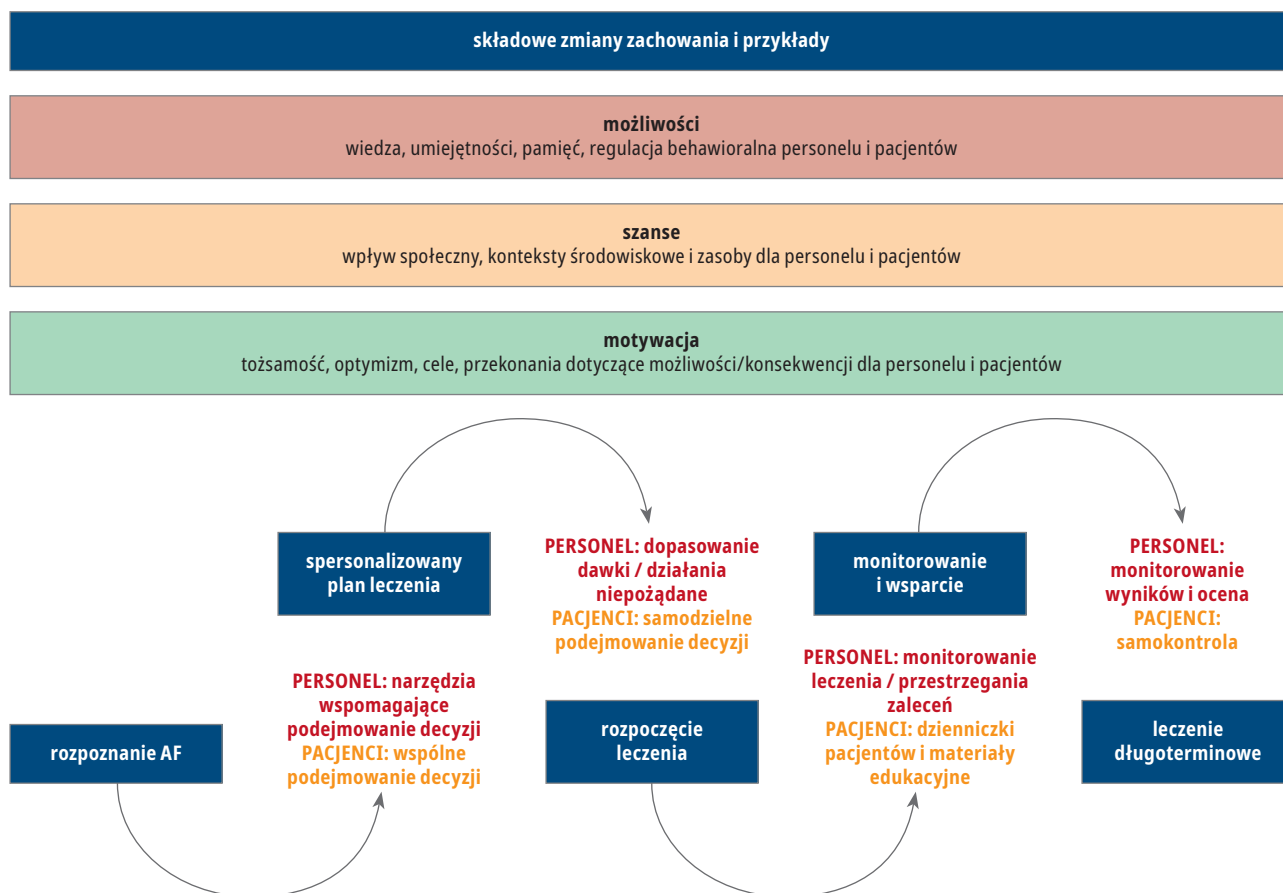 składowe zmiany zachowania i przykłady
możliwości
wiedza, umiejętności, pamięć, regulacja behawioralna personelu i pacjentów
szanse
wpływ społeczny, konteksty środowiskowe i zasoby dla personelu i pacjentów
motywacja
tożsamość, optymizm, cele, przekonania dotyczące możliwości/konsekwencji dla personelu i pacjentów
rozpoznanie AF
spersonalizowany
plan leczenia
PERSONEL: narzędzia
wspomagające
podejmowanie decyzji
PACJENCI: wspólne
podejmowanie decyzji
PERSONEL: dopasowanie
dawki / działania
niepożądane
PACJENCI: samodzielne
podejmowanie decyzji
rozpoczęcie
leczenia
monitorowanie
i wsparcie
PERSONEL: monitorowanie
leczenia / przestrzegania
zaleceń
PACJENCI: dzienniczki
pacjentów i materiały
edukacyjne
PERSONEL:
monitorowanie
wyników i ocena
PACJENCI:
samokontrola
leczenie
długoterminowe